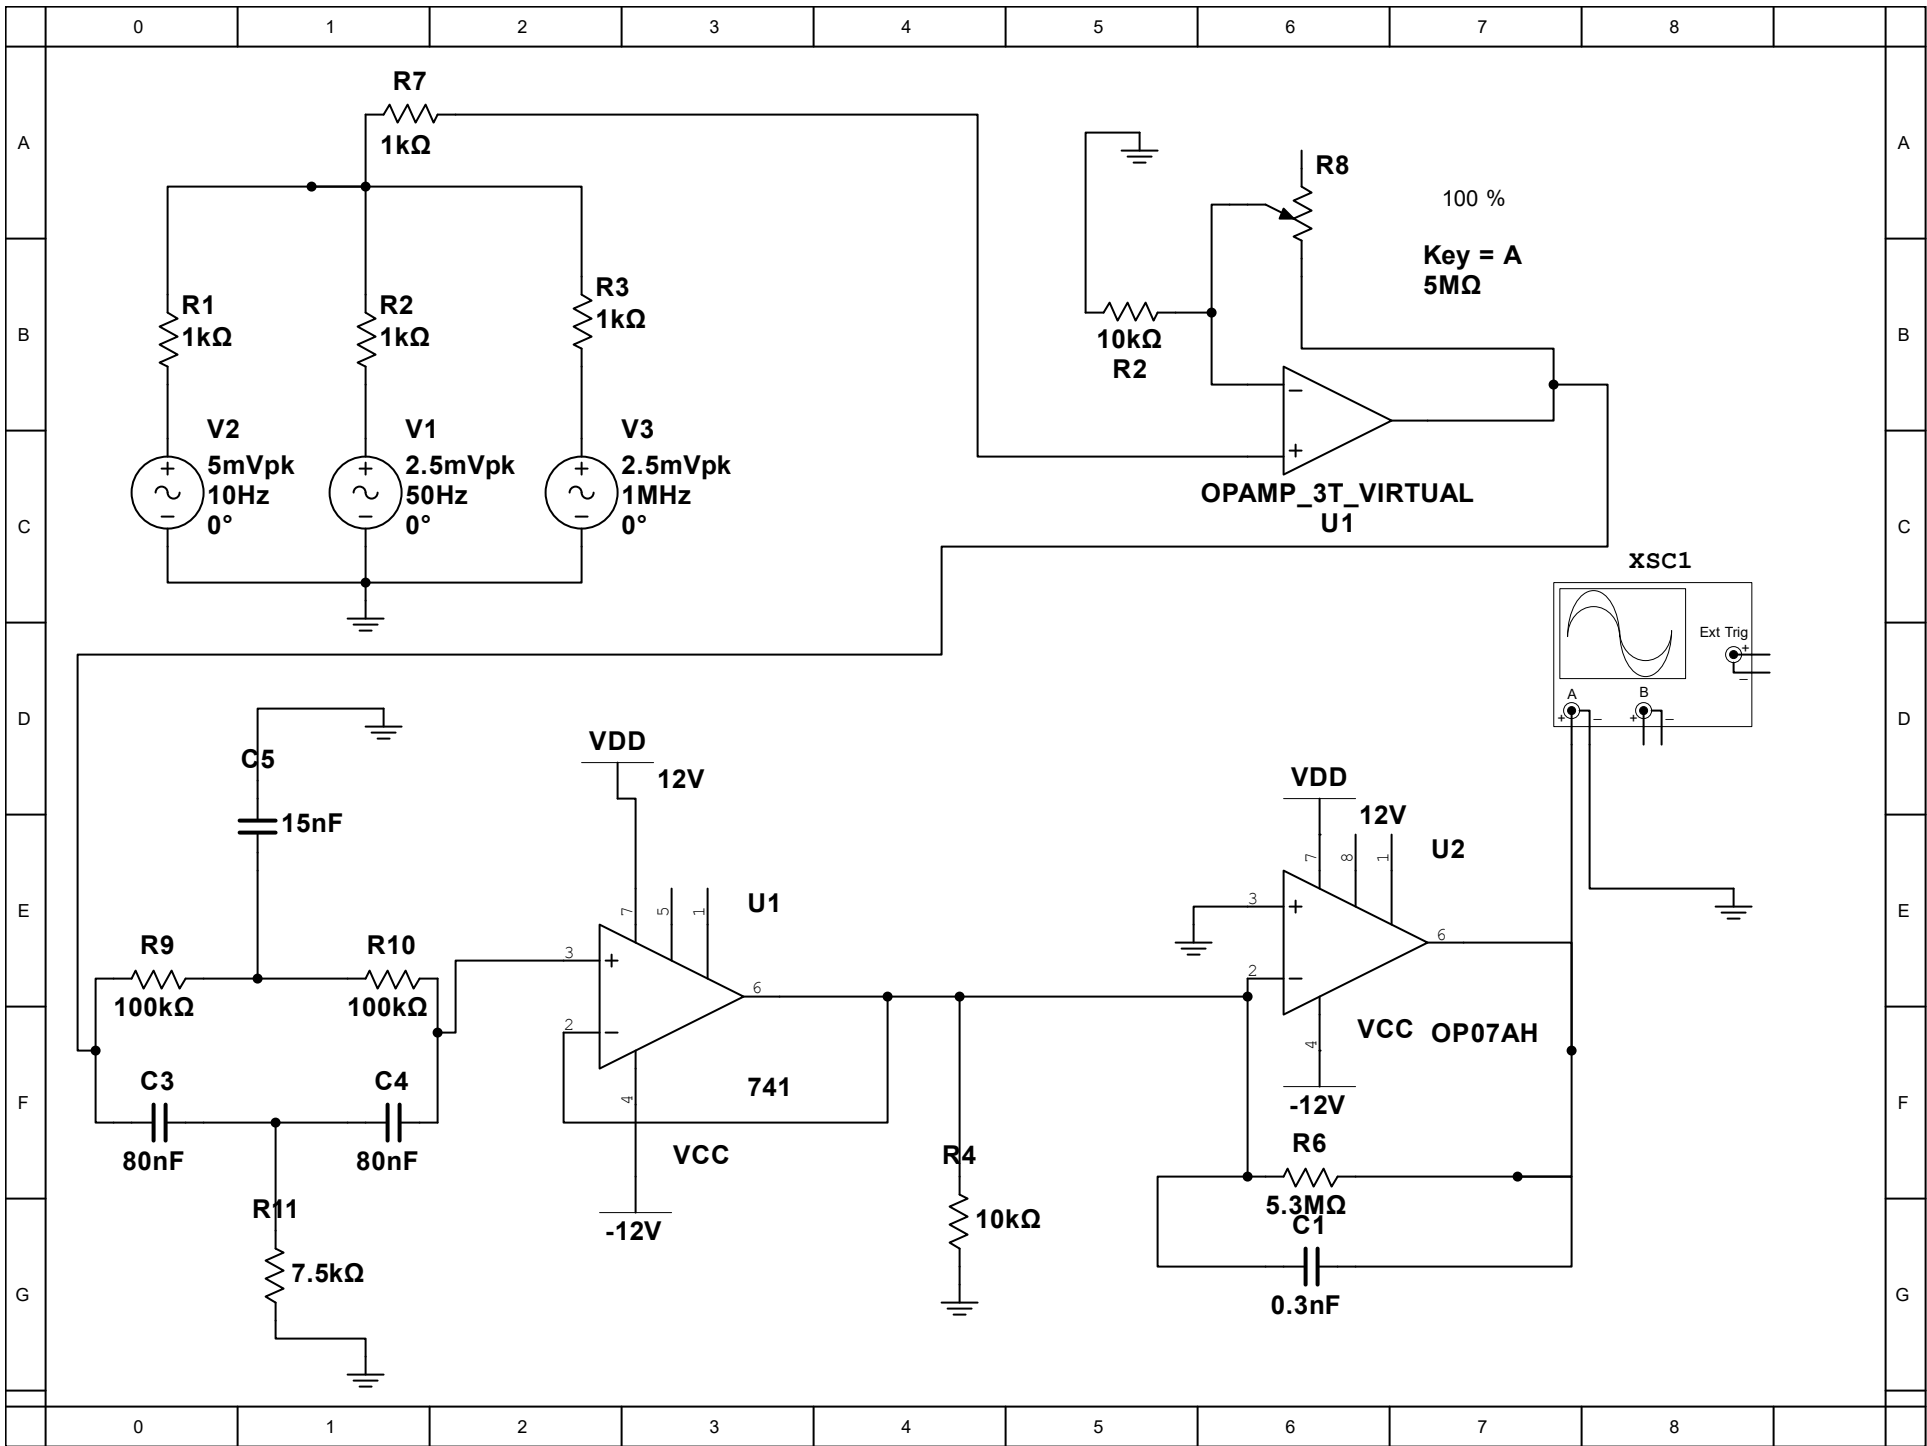 0 1 2 3 4 5 6 7 8
A
B
C
D
E
F
G
A
B
C
D
E
F
G
R7
1kΩ
R1
1kΩ
R2
1kΩ
R3
1kΩ
V2
5mVpk
10Hz
0°
V1
2.5mVpk
50Hz
0°
V3
2.5mVpk
1MHz
0°
R8
100 %
Key = A
5MΩ
10kΩ
R2
OPAMP_3T_VIRTUAL
U1
XSC1
Ext Trig
A B
C5
15nF
VDD
12V
U1
7 5 1
3
2
6
4
741
VCC
-12V
R9
100kΩ
R10
100kΩ
C3
80nF
C4
80nF
R11
7.5kΩ
R4
10kΩ
VDD
12V
U2
7 8 1
3
2
6
4
VCC OP07AH
-12V
R6
5.3MΩ
C1
0.3nF
0 1 2 3 4 5 6 7 8